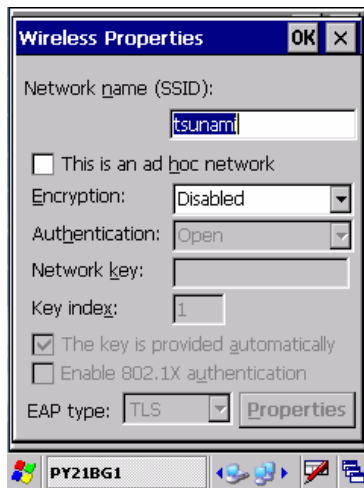 Wireless Properties OK ×
Network name (SSID):
tsunami
This is an ad hoc network
Encryption: Disabled
Authentication: Open
Network key:
Key index: 1
The key is provided automatically
Enable 802.1X authentication
EAP type: TLS Properties
PY21BG1